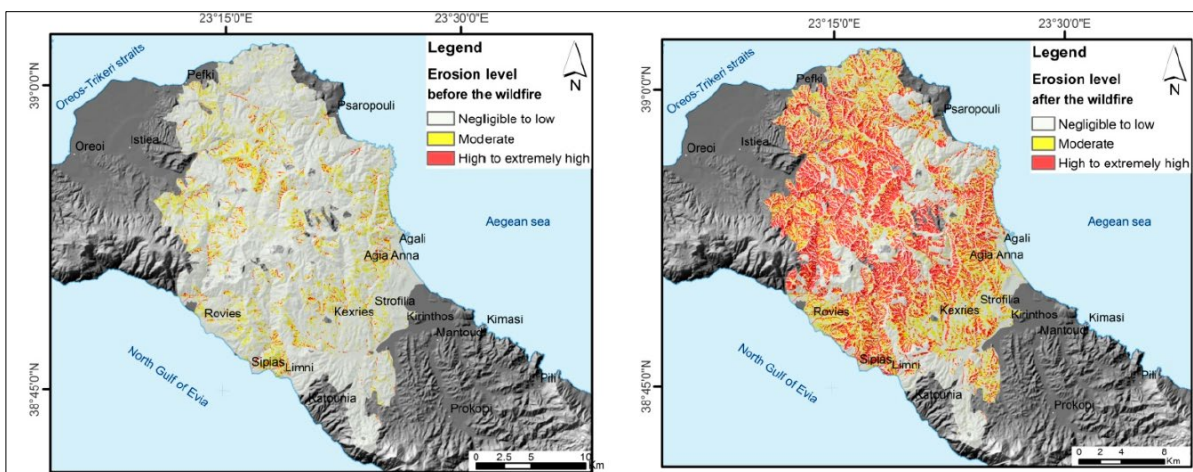 23°15'0"E
23°30'0"E
39°0'0"N
38°45'0"N
Legend
Erosion level
before the wildfire
Negligible to low
Moderate
High to extremely high
N
Oreos-Trikeri straits
Pefki
Psaropouli
Istiea
Oreoi
Aegean sea
Agali
Agia Anna
Strofilia
Rovies
Kexries
Kirinthos
Kimasi
Mantoudi
Sipias
Limni
North Gulf of Evia
Pili
Katounia
Prokopi
0 2.5 5 10
Km
23°15'0"E
23°30'0"E
39°0'0"N
38°45'0"N
Legend
Erosion level
after the wildfire
Negligible to low
Moderate
High to extremely high
N
Oreos-Trikeri straits
Pefki
Psaropouli
Istiea
Oreoi
Aegean sea
Agali
Agia Anna
Strofilia
Rovies
Kexries
Kirinthos
Kimasi
Mantoudi
Sipias
Limni
North Gulf of Evia
Pili
Katounia
Prokopi
0 2 4 8
Km